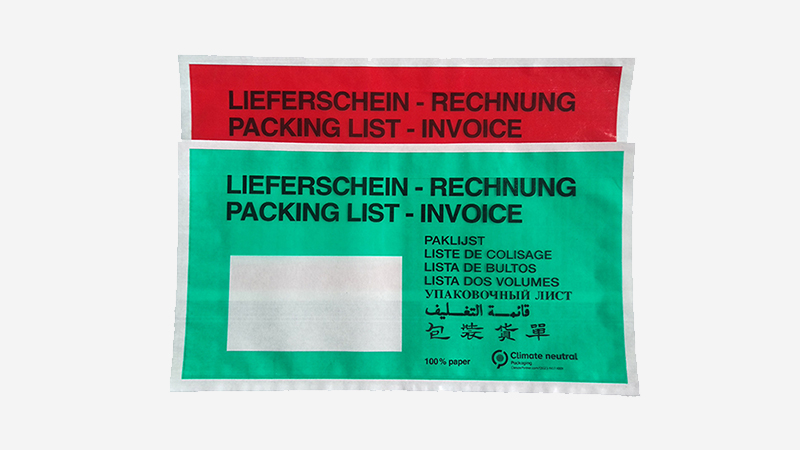 LIEFERSCHEIN - RECHNUNG
PACKING LIST - INVOICE
LIEFERSCHEIN - RECHNUNG
PACKING LIST - INVOICE
PAKLIJST
LISTE DE COLISAGE
LISTA DE BULTOS
LISTA DOS VOLUMES
УПАКОВОЧНЫЙ ЛИСТ
قائمة التغليف
包裝貨單
100% paper
Climate neutral
Packaging